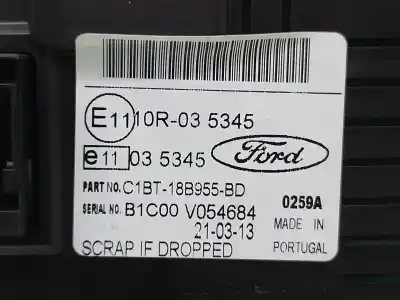 E11 10R-03 5345
e 11 03 5345
Ford
PART NO. C1BT-18B955-BD
SERIAL NO. B1C00 V054684
0259A
21-03-13
MADE IN
SCRAP IF DROPPED
PORTUGAL